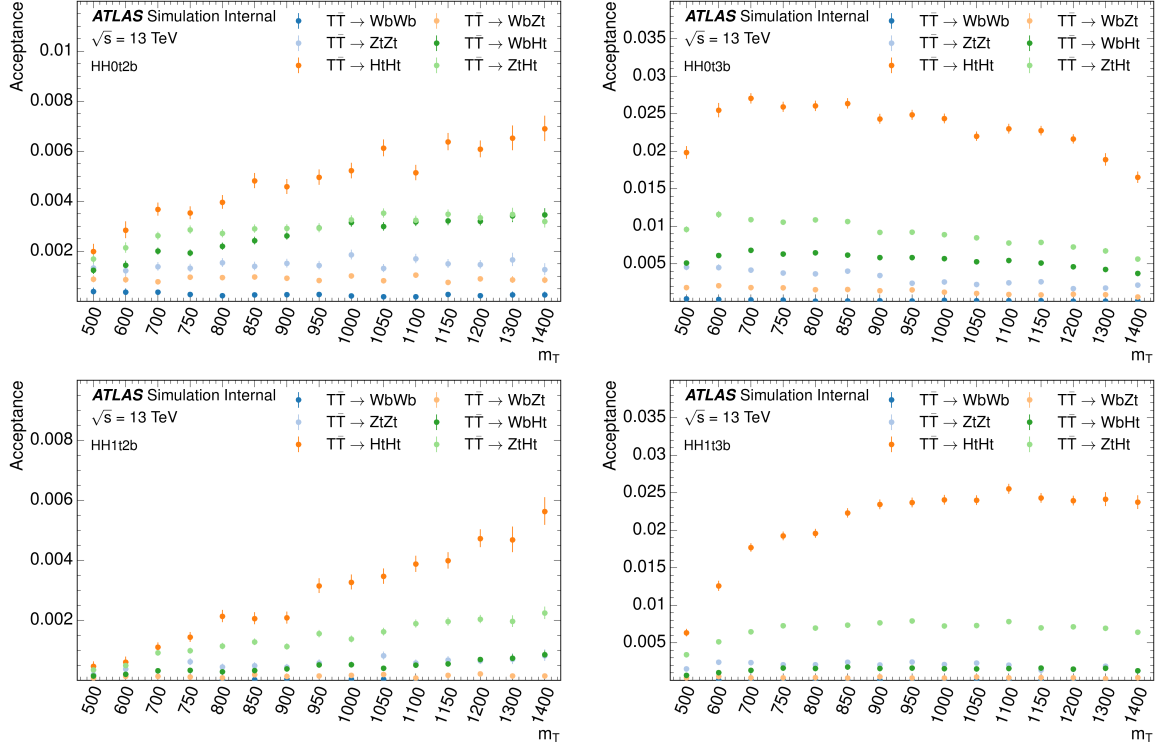 ATLAS Simulation Internal
√s = 13 TeV
HH0t2b
TT̄ → WbWb
TT̄ → WbZt
TT̄ → ZtZt
TT̄ → WbHt
TT̄ → HtHt
TT̄ → ZtHt
Acceptance
0.01
0.008
0.006
0.004
0.002
500 600 700 750 800 850 900 950 1000 1050 1100 1150 1200 1300 1400
m_T
ATLAS Simulation Internal
√s = 13 TeV
HH0t3b
TT̄ → WbWb
TT̄ → WbZt
TT̄ → ZtZt
TT̄ → WbHt
TT̄ → HtHt
TT̄ → ZtHt
Acceptance
0.035
0.03
0.025
0.02
0.015
0.01
0.005
500 600 700 750 800 850 900 950 1000 1050 1100 1150 1200 1300 1400
m_T
ATLAS Simulation Internal
√s = 13 TeV
HH1t2b
TT̄ → WbWb
TT̄ → WbZt
TT̄ → ZtZt
TT̄ → WbHt
TT̄ → HtHt
TT̄ → ZtHt
Acceptance
0.008
0.006
0.004
0.002
500 600 700 750 800 850 900 950 1000 1050 1100 1150 1200 1300 1400
m_T
ATLAS Simulation Internal
√s = 13 TeV
HH1t3b
TT̄ → WbWb
TT̄ → WbZt
TT̄ → ZtZt
TT̄ → WbHt
TT̄ → HtHt
TT̄ → ZtHt
Acceptance
0.035
0.03
0.025
0.02
0.015
0.01
0.005
500 600 700 750 800 850 900 950 1000 1050 1100 1150 1200 1300 1400
m_T